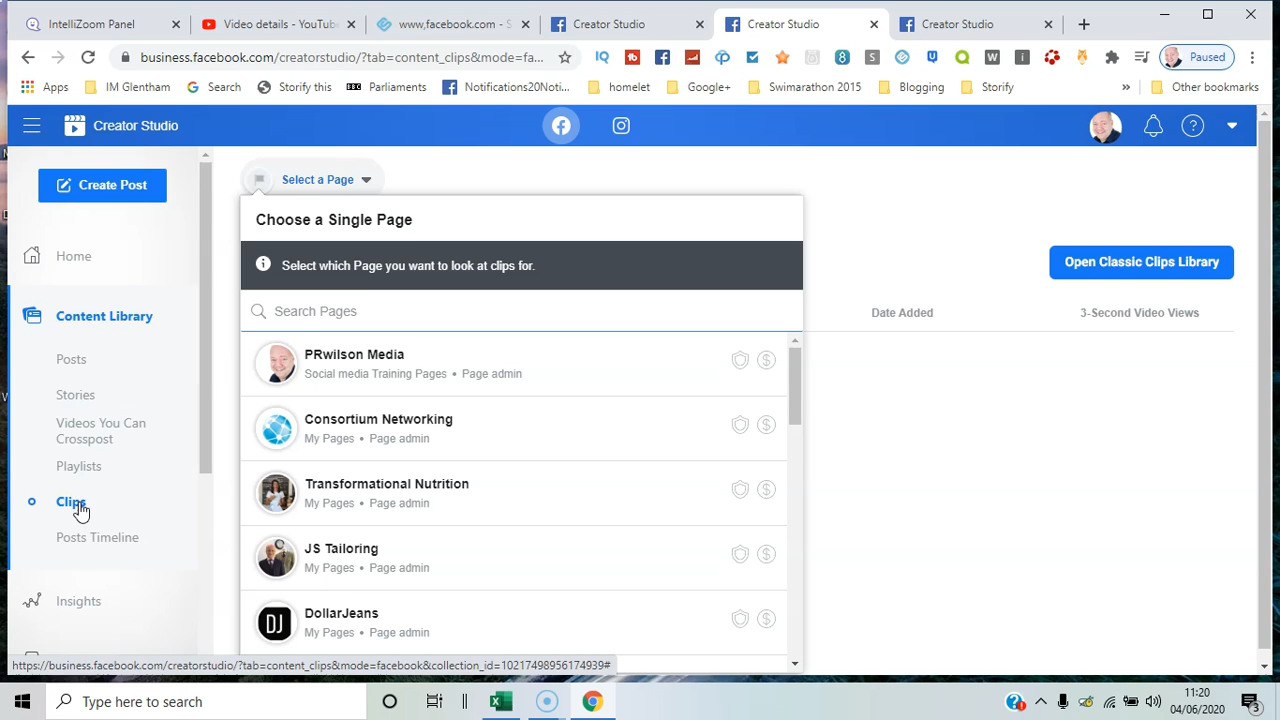 IntelliZoom Panel
Video details - YouTube
www.facebook.com - S
Creator Studio
Creator Studio
Creator Studio
business.facebook.com/creatorstudio/?tab=content_clips&mode=fa...
Paused
Apps
IM Glentham
Search
Storify this
BBC Parliaments
Notifications20Noti...
homelet
Google+
Swimarathon 2015
Blogging
Storify
»
Other bookmarks
Creator Studio
Create Post
Select a Page
Home
Content Library
Posts
Stories
Videos You Can
Crosspost
Playlists
Clips
Posts Timeline
Insights
Choose a Single Page
Select which Page you want to look at clips for.
Search Pages
PRwilson Media
Social media Training Pages • Page admin
Consortium Networking
My Pages • Page admin
Transformational Nutrition
My Pages • Page admin
JS Tailoring
My Pages • Page admin
DJ
DollarJeans
My Pages • Page admin
Open Classic Clips Library
Date Added
3-Second Video Views
https://business.facebook.com/creatorstudio/?tab=content_clips&mode=facebook&collection_id=102174989561749​39#
Type here to search
11:20
04/06/2020
3